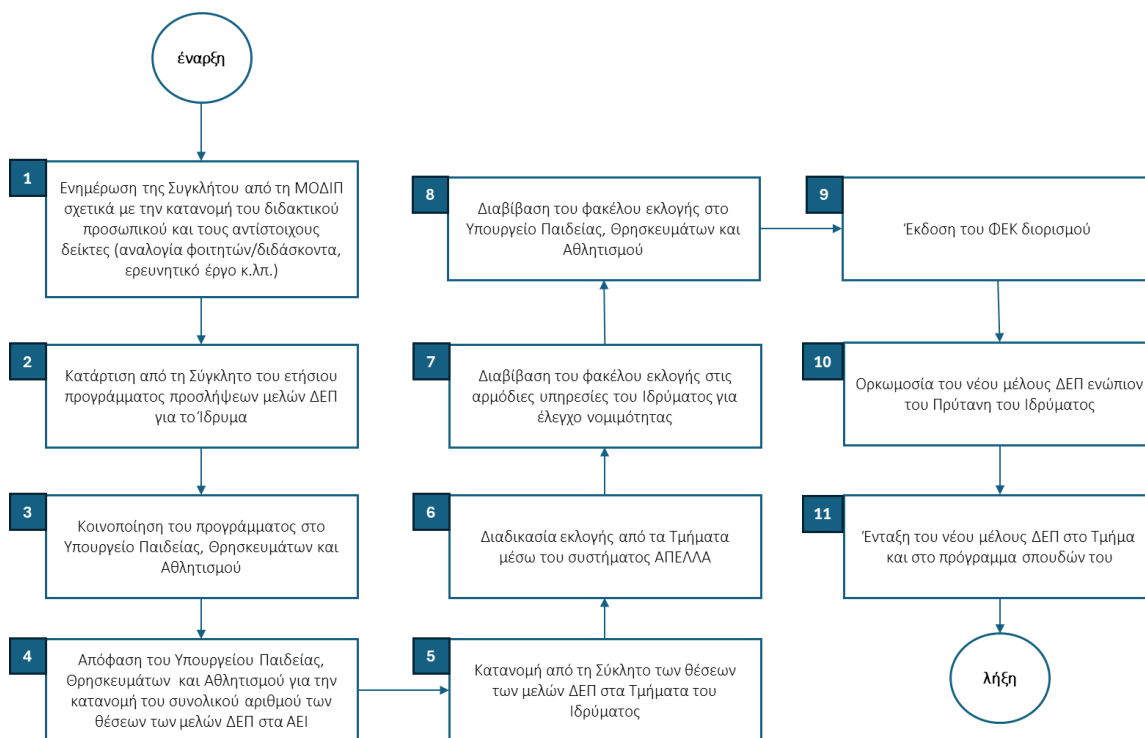 έναρξη
1
Ενημέρωση της Συγκλήτου από τη ΜΟΔΙΠ
σχετικά με την κατανομή του διδακτικού
προσωπικού και τους αντίστοιχους
δείκτες (αναλογία φοιτητών/διδάσκοντα,
ερευνητικό έργο κ.λπ.)
2
Κατάρτιση από τη Σύγκλητο του ετήσιου
προγράμματος προσλήψεων μελών ΔΕΠ
για το Ίδρυμα
3
Κοινοποίηση του προγράμματος στο
Υπουργείο Παιδείας, Θρησκευμάτων και
Αθλητισμού
4
Απόφαση του Υπουργείου Παιδείας,
Θρησκευμάτων και Αθλητισμού για την
κατανομή του συνολικού αριθμού των
θέσεων των μελών ΔΕΠ στα ΑΕΙ
5
Κατανομή από τη Σύκλητο των θέσεων
των μελών ΔΕΠ στα Τμήματα του
Ιδρύματος
6
Διαδικασία εκλογής από τα Τμήματα
μέσω του συστήματος ΑΠΕΛΛΑ
7
Διαβίβαση του φακέλου εκλογής στις
αρμόδιες υπηρεσίες του Ιδρύματος για
έλεγχο νομιμότητας
8
Διαβίβαση του φακέλου εκλογής στο
Υπουργείο Παιδείας, Θρησκευμάτων και
Αθλητισμού
9
Έκδοση του ΦΕΚ διορισμού
10
Ορκωμοσία του νέου μέλους ΔΕΠ ενώπιον
του Πρύτανη του Ιδρύματος
11
Ένταξη του νέου μέλους ΔΕΠ στο Τμήμα
και στο πρόγραμμα σπουδών του
λήξη